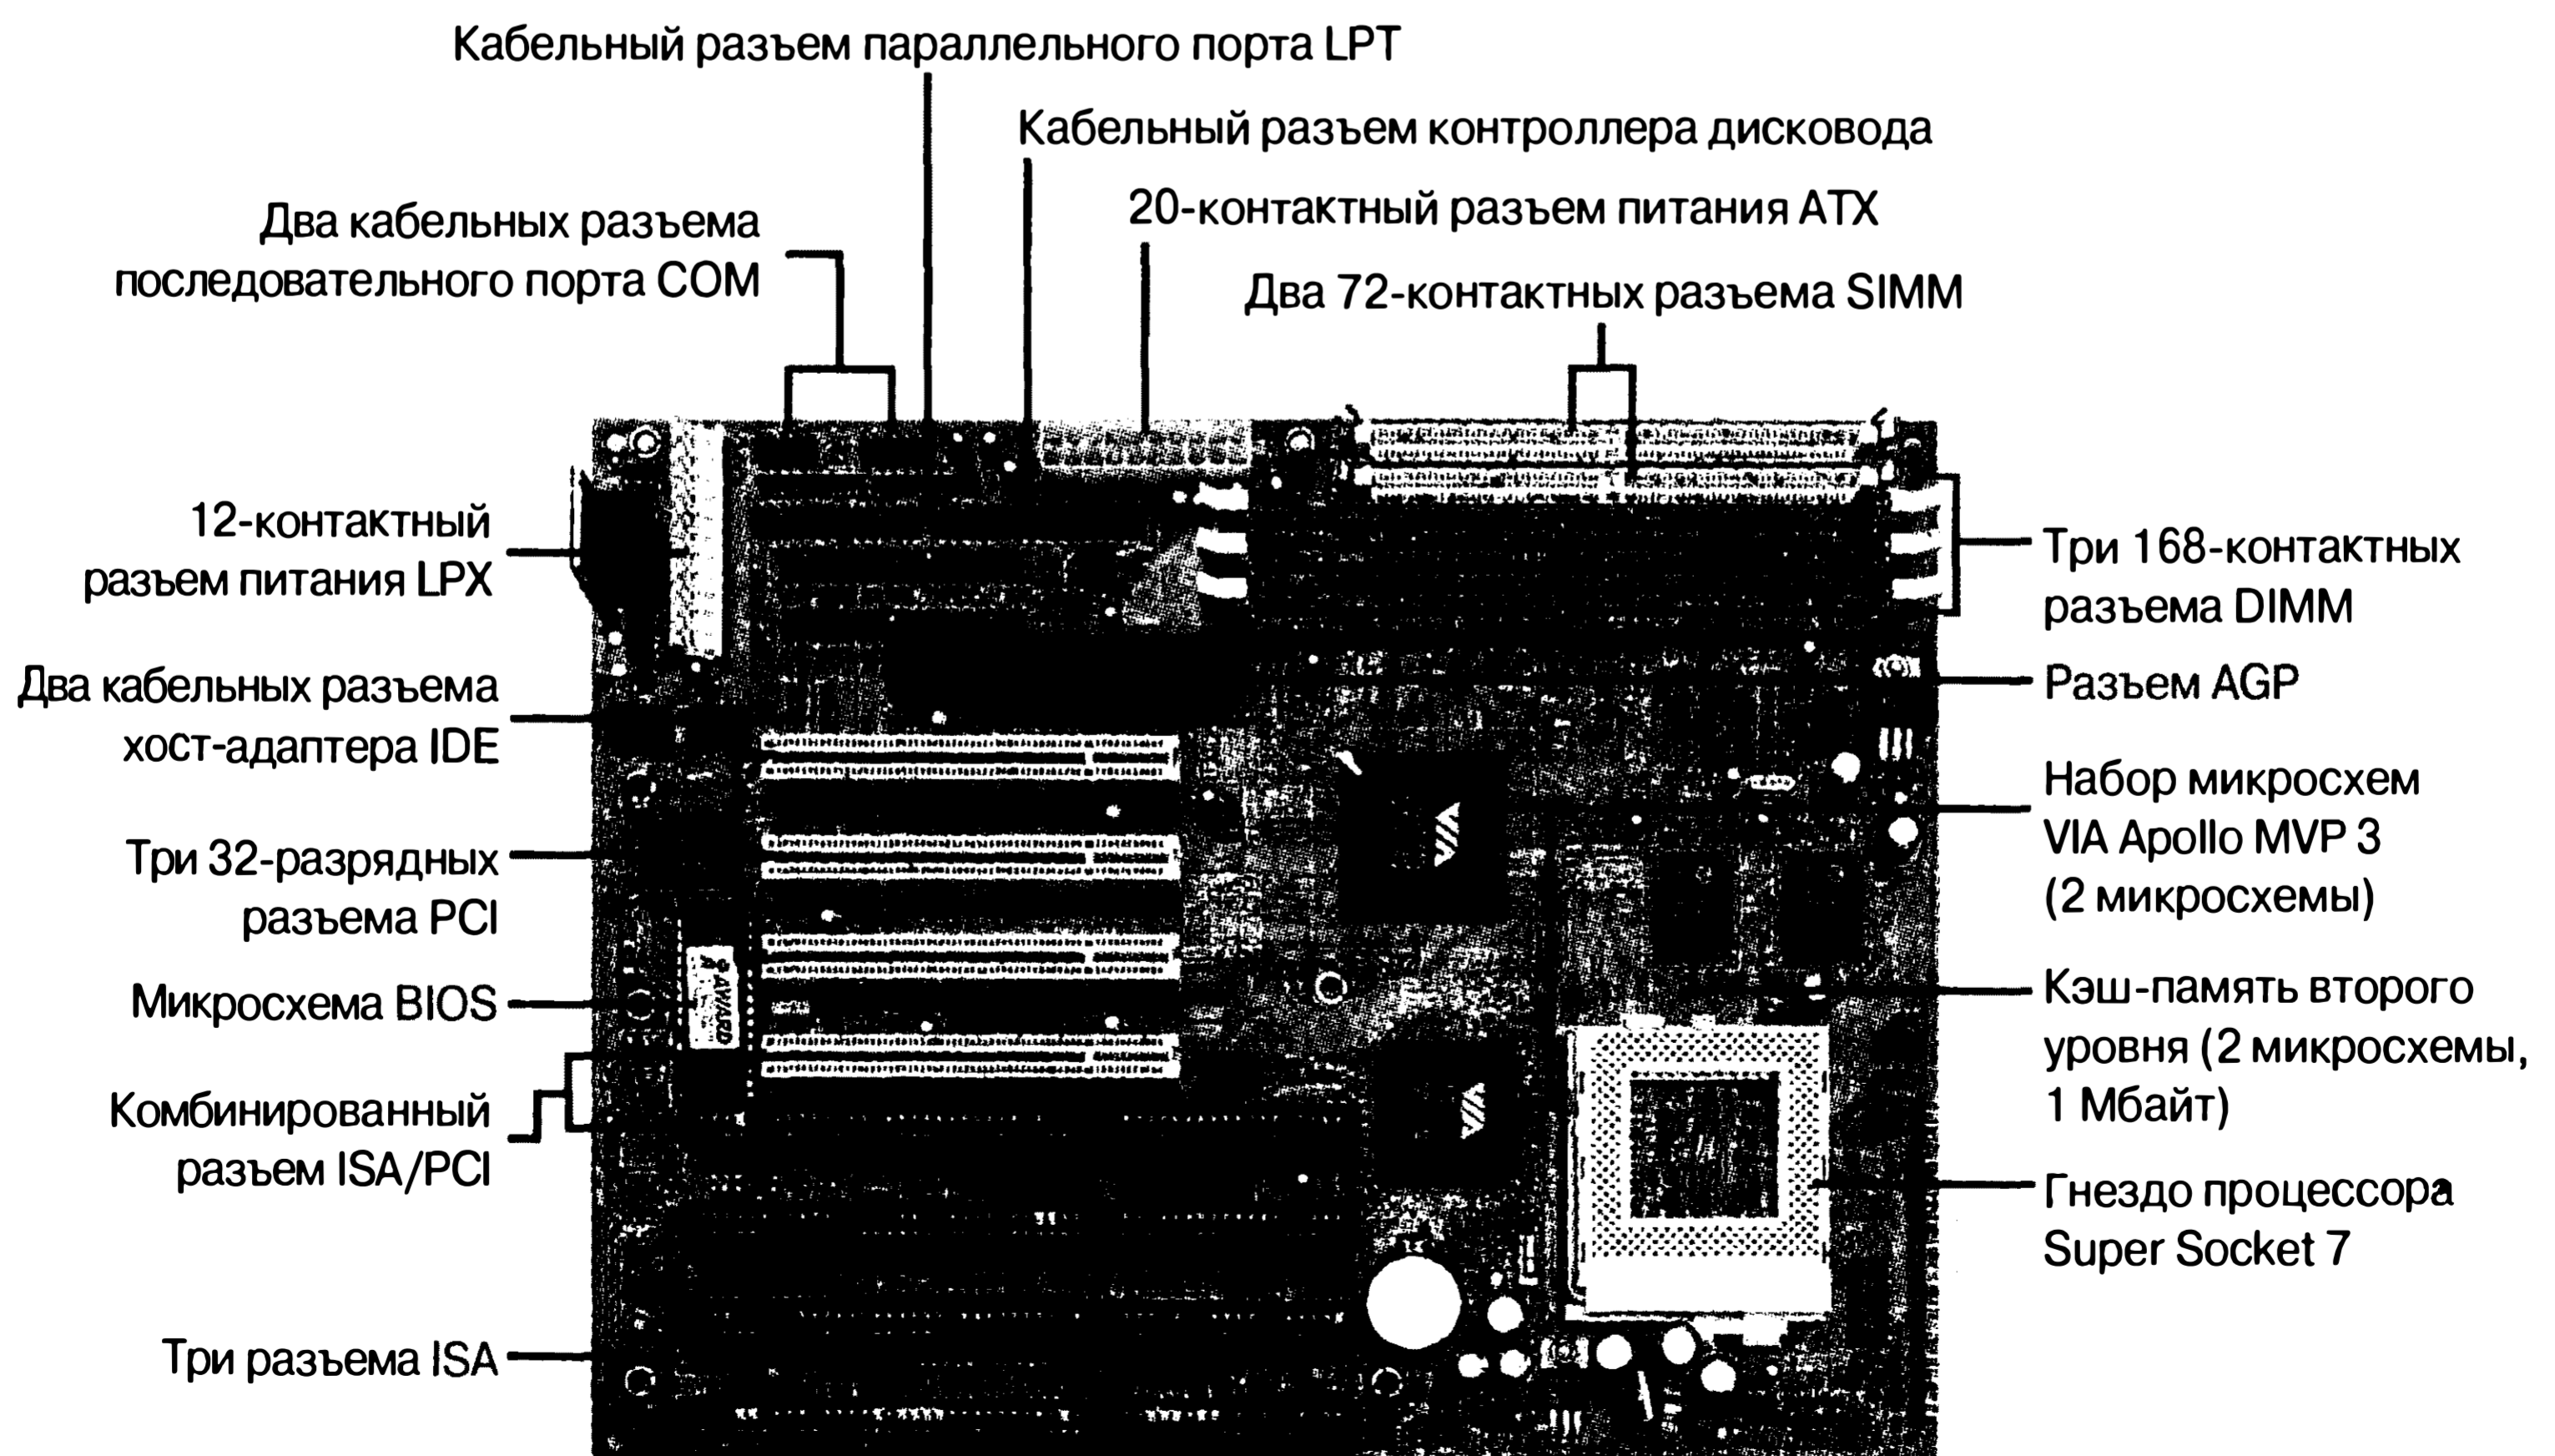 Кабельный разъем параллельного порта LPT
Кабельный разъем контроллера дисковода
20-контактный разъем питания ATX
Два 72-контактных разъема SIMM
Два кабельных разъема
последовательного порта COM
12-контактный
разъем питания LPX
Два кабельных разъема
хост-адаптера IDE
Три 32-разрядных
разъема PCI
Микросхема BIOS
Комбинированный
разъем ISA/PCI
Три разъема ISA
AWARD
Три 168-контактных
разъема DIMM
Разъем AGP
Набор микросхем
VIA Apollo MVP 3
(2 микросхемы)
Кэш-память второго
уровня (2 микросхемы,
1 Мбайт)
Гнездо процессора
Super Socket 7